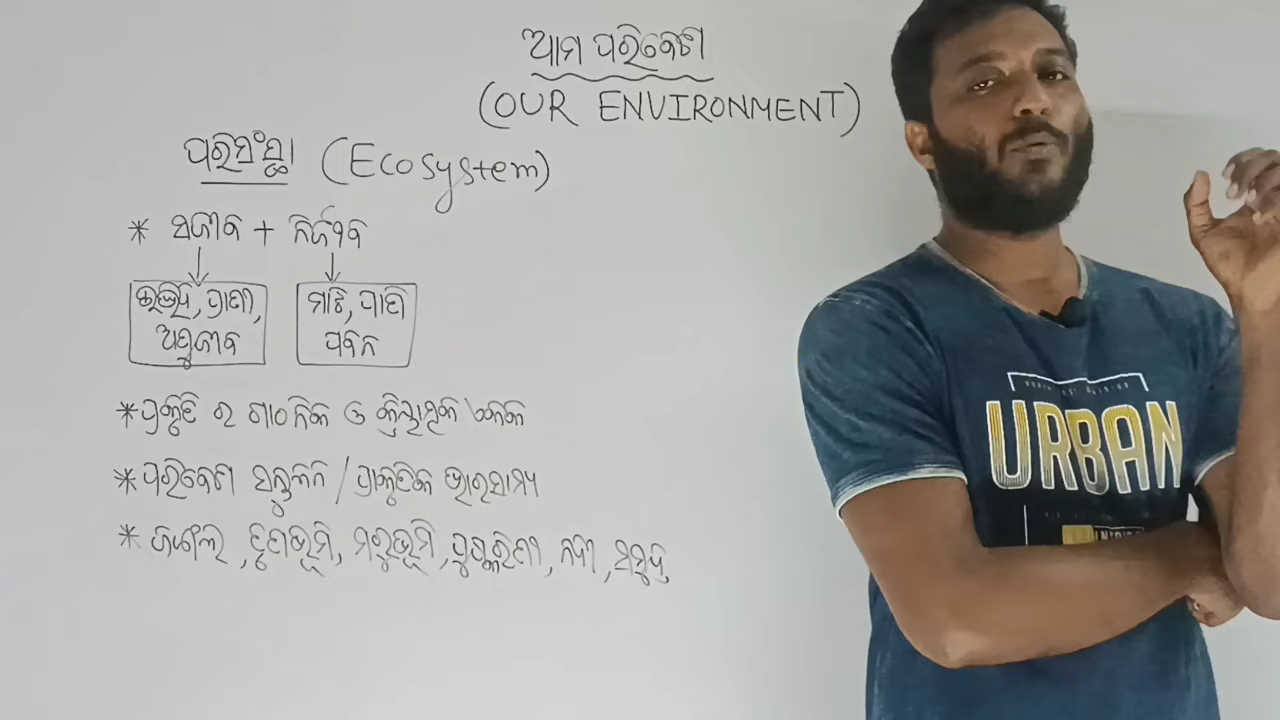 ଆମ ପରିବେଶ
(OUR ENVIRONMENT)
ପରିସଂସ୍ଥା (Ecosystem)
* ସଜୀବ + ନିର୍ଜୀବ
ଉଦ୍ଭିଦ, ପ୍ରାଣୀ,
ଅଣୁଜୀବ
ମାଟି, ପାଣି
ପବନ
* ପ୍ରକୃତି ର ଗାଠନିକ ଓ କ୍ରିୟାତ୍ମକ ଏକକ
* ପରିବେଶ ସନ୍ତୁଳନ / ପ୍ରାକୃତିକ ଭାରସାମ୍ୟ
* ଜଙ୍ଗଲ, ତୃଣଭୂମି, ମରୁଭୂମି, ପୁଷ୍କରିଣୀ, ନଦୀ, ସମୁଦ୍ର
URBAN